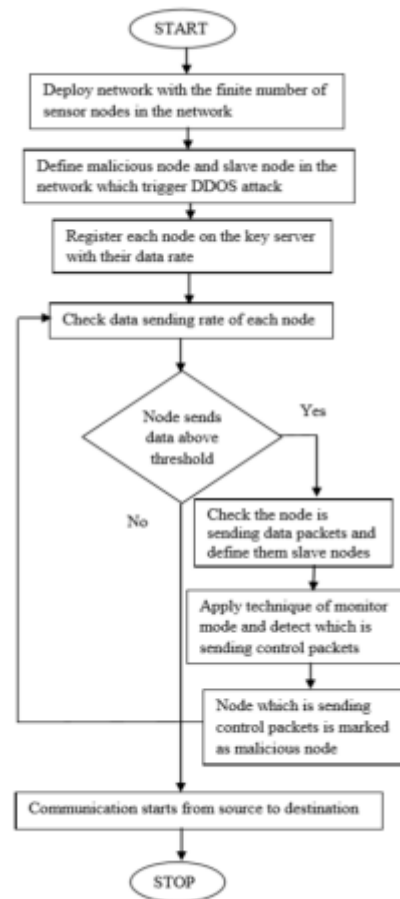 START
Deploy network with the finite number of
sensor nodes in the network
Define malicious node and slave node in the
network which trigger DDOS attack
Register each node on the key server
with their data rate
Check data sending rate of each node
Node sends
data above
threshold
Yes
No
Check the node is
sending data packets and
define them slave nodes
Apply technique of monitor
mode and detect which is
sending control packets
Node which is sending
control packets is marked
as malicious node
Communication starts from source to destination
STOP